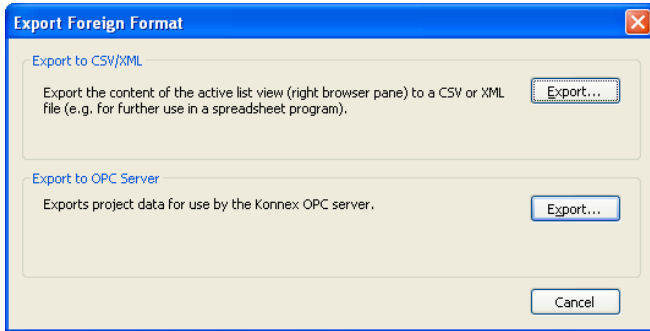 Export Foreign Format
Export to CSV/XML
Export the content of the active list view (right browser pane) to a CSV or XML
file (e.g. for further use in a spreadsheet program).
Export...
Export to OPC Server
Exports project data for use by the Konnex OPC server.
Export...
Cancel